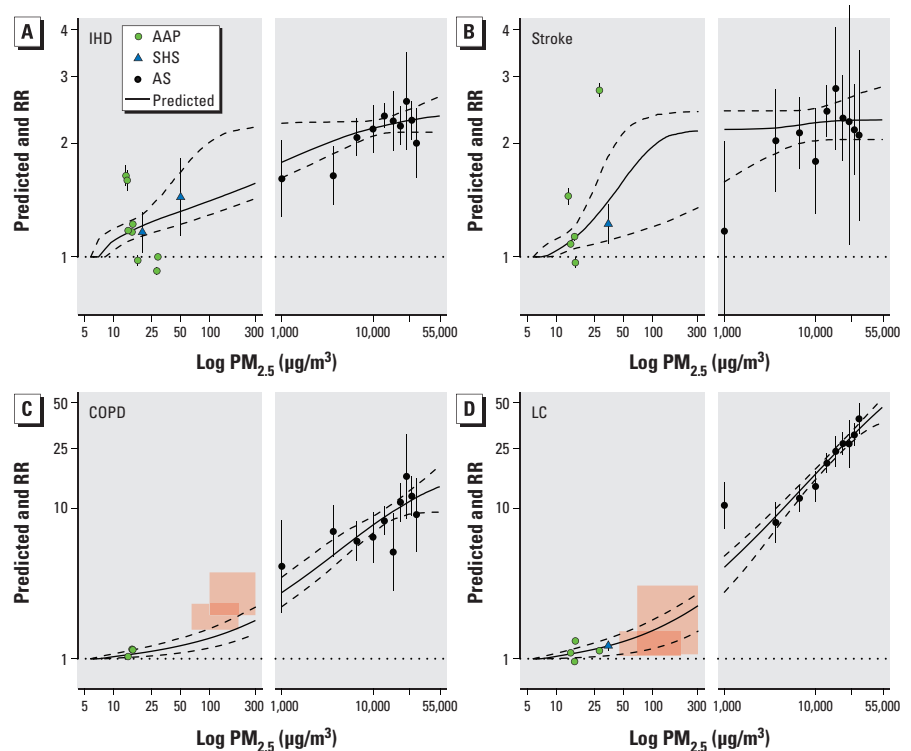 A
IHD
AAP
SHS
AS
Predicted
Predicted and RR
4
3
2
1
5 10 25 50 100 300 1,000 10,000 55,000
Log PM2.5 (µg/m3)
B
Stroke
Predicted and RR
4
3
2
1
5 10 25 50 100 300 1,000 10,000 55,000
Log PM2.5 (µg/m3)
C
COPD
Predicted and RR
50
25
10
1
5 10 25 50 100 300 1,000 10,000 55,000
Log PM2.5 (µg/m3)
D
LC
Predicted and RR
50
25
10
1
5 10 25 50 100 300 1,000 10,000 55,000
Log PM2.5 (µg/m3)